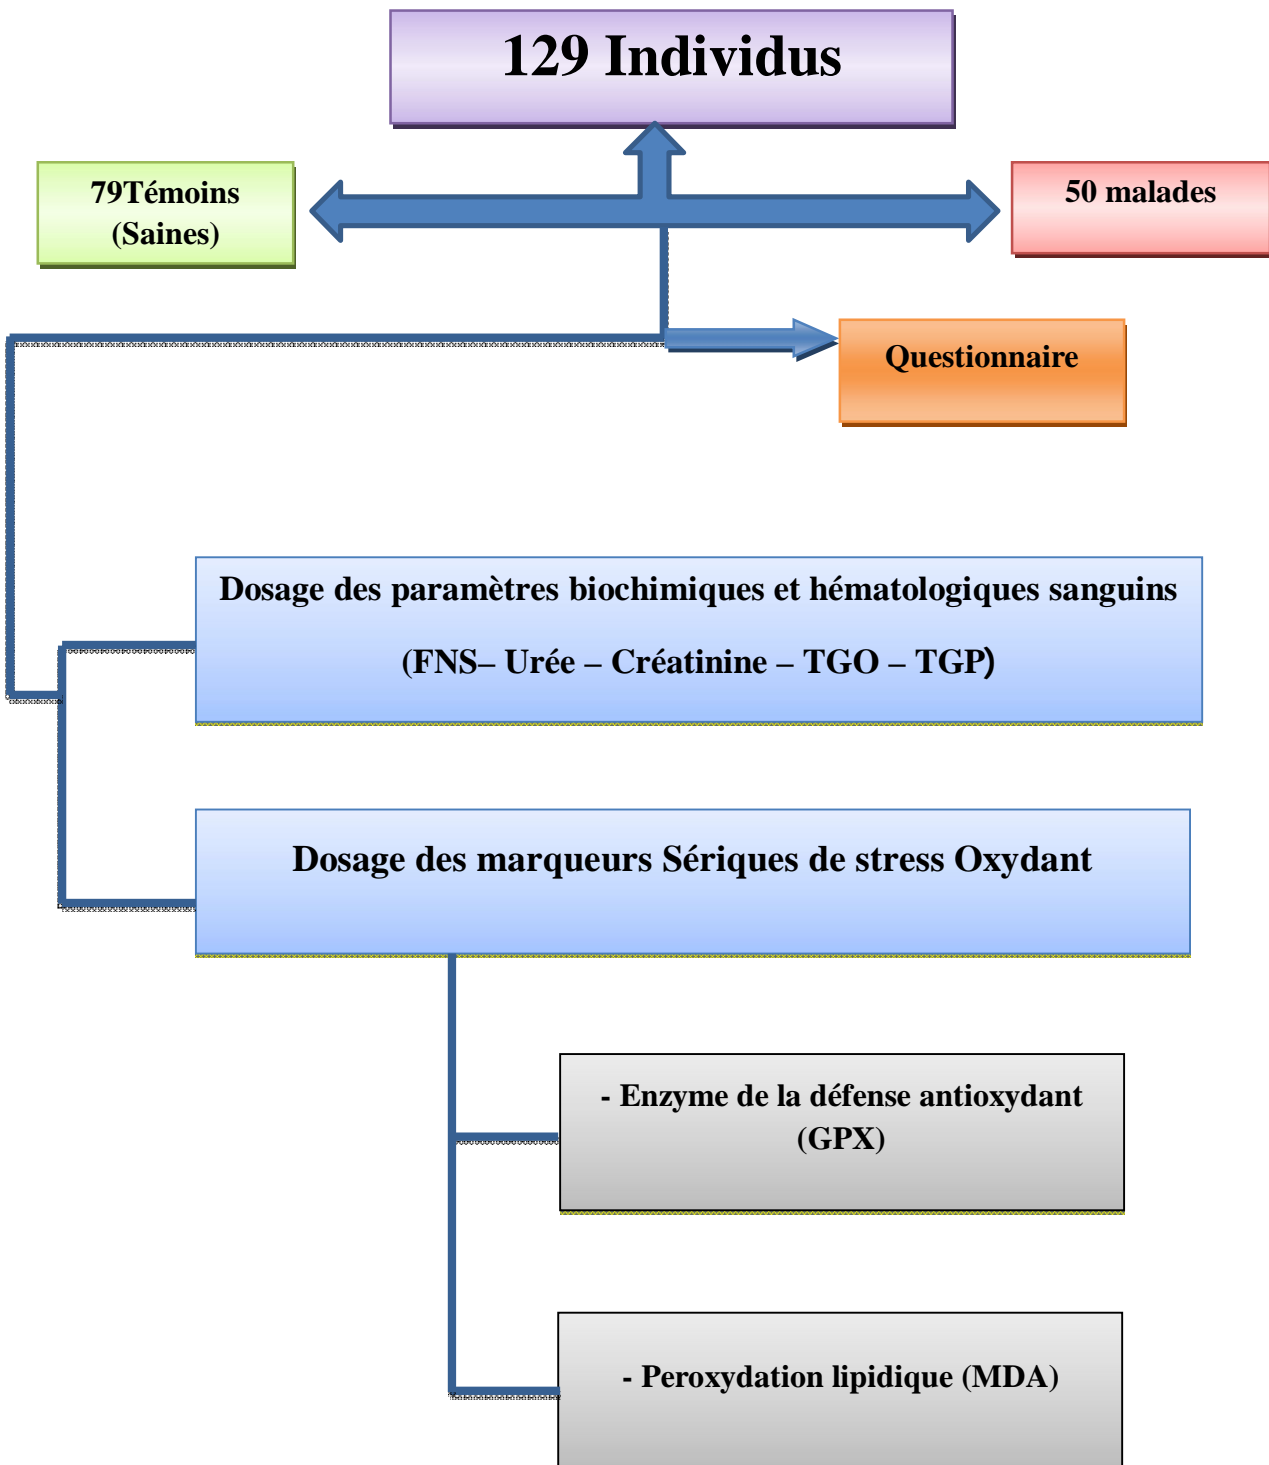 129 Individus
79Témoins
(Saines)
50 malades
Questionnaire
Dosage des paramètres biochimiques et hématologiques sanguins
(FNS– Urée – Créatinine – TGO – TGP)
Dosage des marqueurs Sériques de stress Oxydant
- Enzyme de la défense antioxydant
(GPX)
- Peroxydation lipidique (MDA)